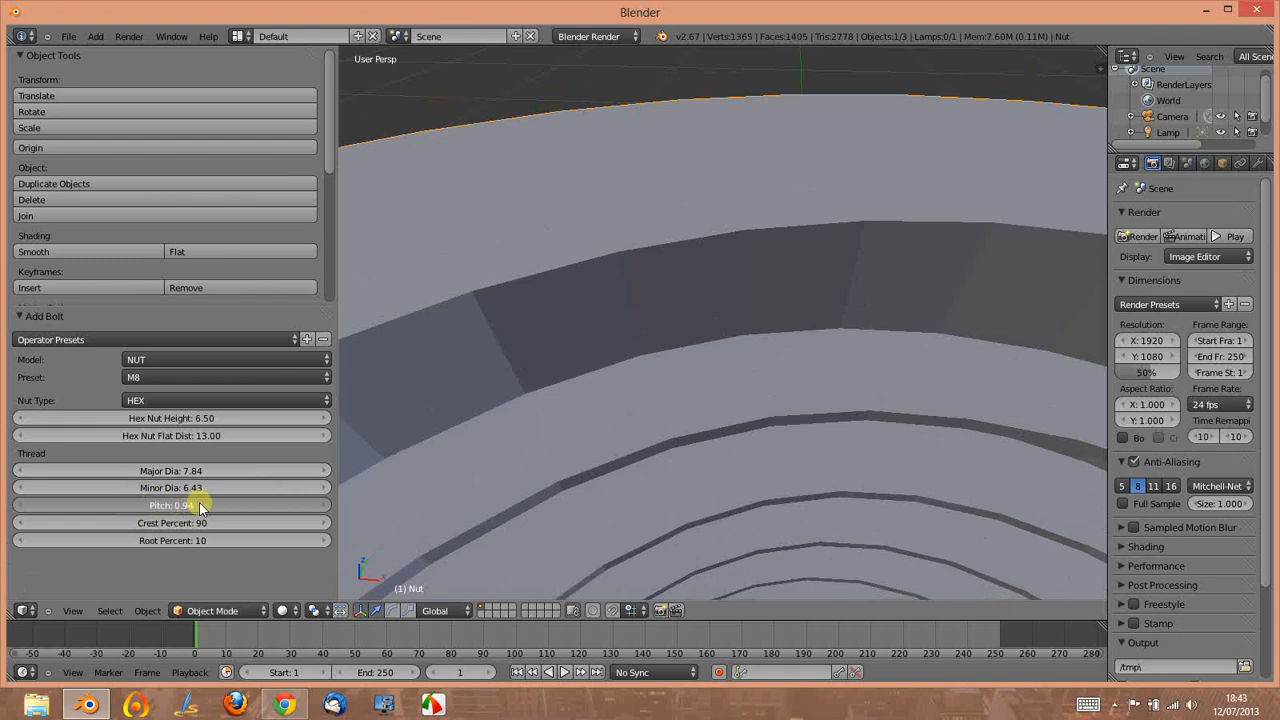 Blender
File Add Render Window Help Default Scene Blender Render v2.67 | Verts:1365 | Faces:1405 | Tris:2778 | Objects:1/3 | Lamps:0/1 | Mem:7.60M (0.11M) | Nut
Object Tools
Transform:
Translate
Rotate
Scale
Origin
Object:
Duplicate Objects
Delete
Join
Shading:
Smooth Flat
Keyframes:
Insert Remove
Add Bolt
Operator Presets
Model: NUT
Preset: M8
Nut Type: HEX
Hex Nut Height: 6.50
Hex Nut Flat Dist: 13.00
Thread
Major Dia: 7.84
Minor Dia: 6.43
Pitch: 0.94
Crest Percent: 90
Root Percent: 10
User Persp
(1) Nut
View Select Object Object Mode Global
View Search All Scen
Scene
RenderLayers
World
Camera
Lamp
Scene
Render
Render Animati Play
Display: Image Editor
Dimensions
Render Presets
Resolution: Frame Range:
X: 1920 Start Fra: 1
Y: 1080 End Fr: 250
50% Frame St: 1
Aspect Ratio: Frame Rate:
X: 1.000 24 fps
Y: 1.000 Time Remappi
Bo 10 10
Anti-Aliasing
5 8 11 16 Mitchell-Net
Full Sample Size: 1.000
Sampled Motion Blur
Shading
Performance
Post Processing
Freestyle
Stamp
Output
/tmp\
-50 -40 -30 -20 -10 0 10 20 30 40 50 60 70 80 90 100 110 120 130 140 150 160 170 180 190 200 210 220 230 240 250 260 270 280
View Marker Frame Playback Start: 1 End: 250 1 No Sync
18:43
12/07/2013